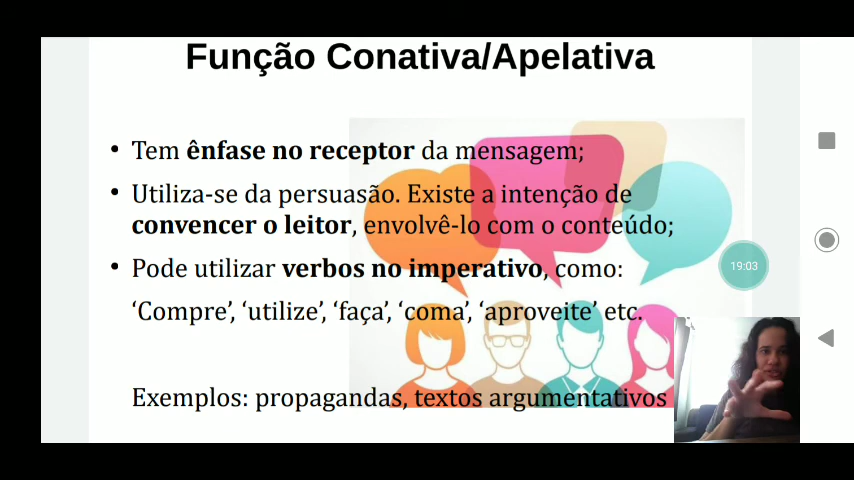 Função Conativa/Apelativa
• Tem ênfase no receptor da mensagem;
• Utiliza-se da persuasão. Existe a intenção de
convencer o leitor, envolvê-lo com o conteúdo;
• Pode utilizar verbos no imperativo, como:
‘Compre’, ‘utilize’, ‘faça’, ‘coma’, ‘aproveite’ etc.
19:03
Exemplos: propagandas, textos argumentativos